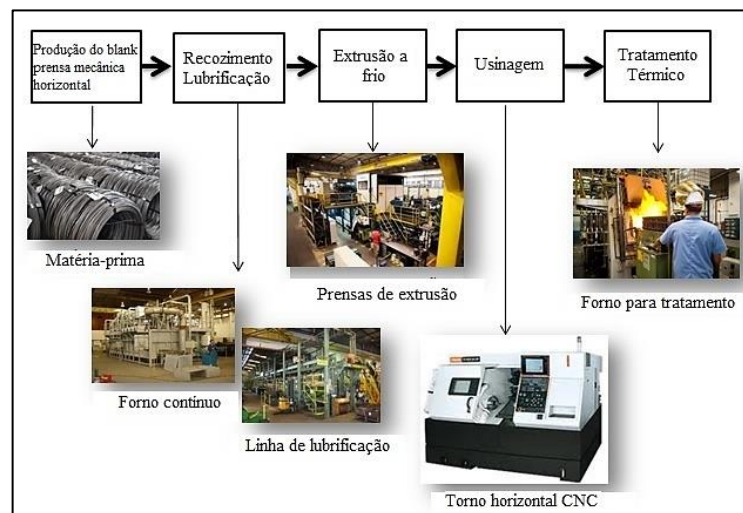 Produção do blank
prensa mecânica
horizontal
Recozimento
Lubrificação
Extrusão a
frio
Usinagem
Tratamento
Térmico
Matéria-prima
Prensas de extrusão
Forno para tratamento
Forno contínuo
Linha de lubrificação
Torno horizontal CNC